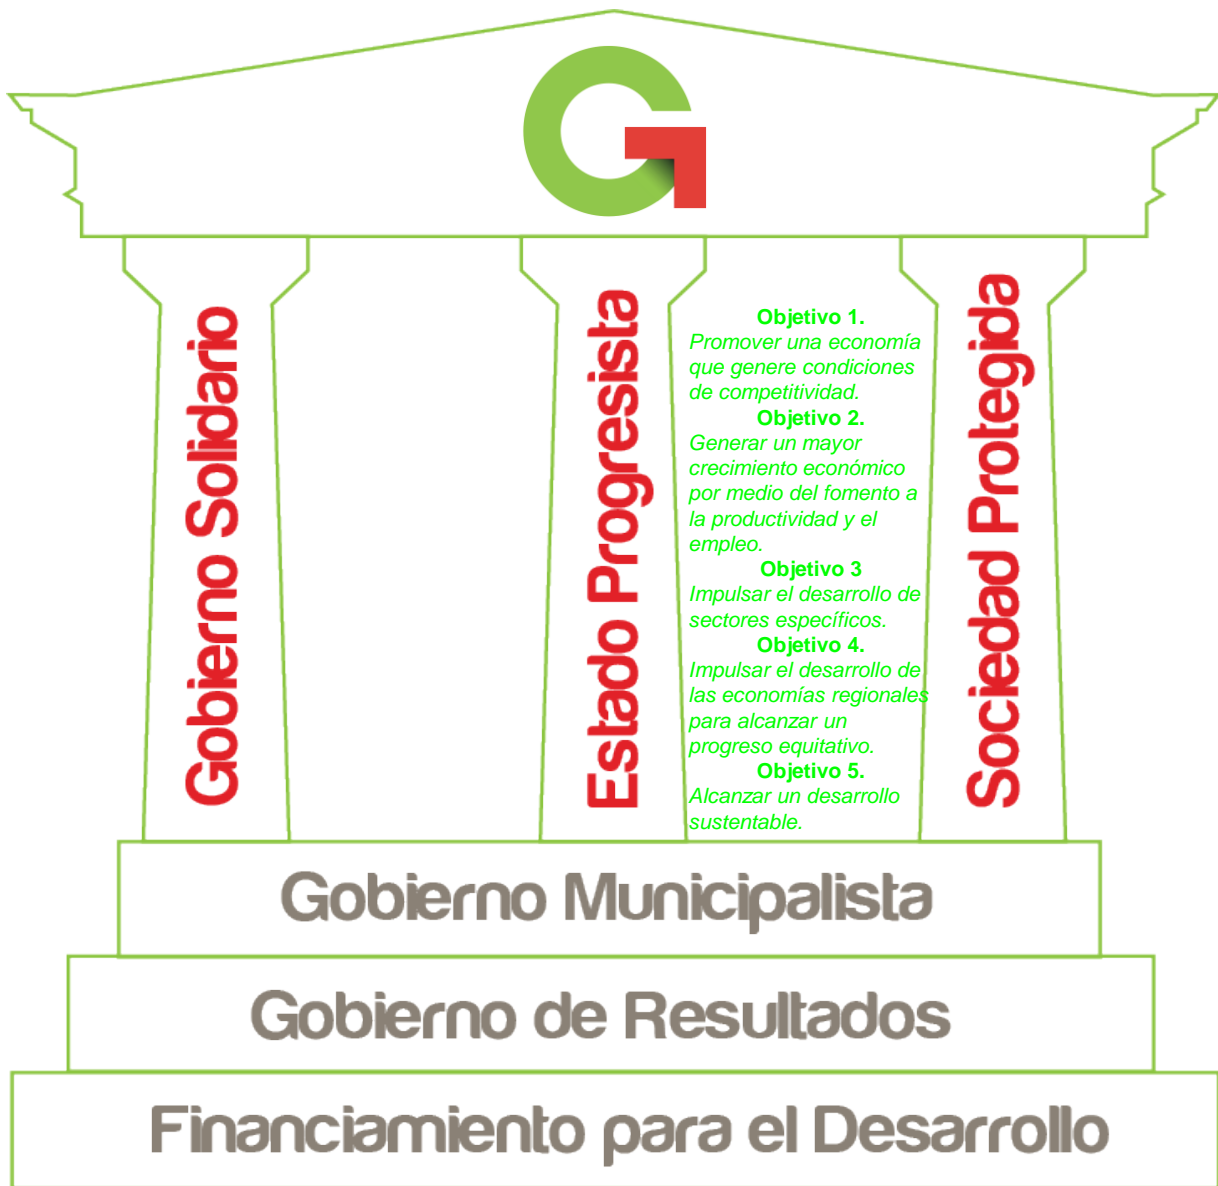 G
Gobierno Solidario
Estado Progresista
Objetivo 1.
Promover una economía
que genere condiciones
de competitividad.
Objetivo 2.
Generar un mayor
crecimiento económico
por medio del fomento a
la productividad y el
empleo.
Objetivo 3
Impulsar el desarrollo de
sectores específicos.
Objetivo 4.
Impulsar el desarrollo de
las economías regionales
para alcanzar un
progreso equitativo.
Objetivo 5.
Alcanzar un desarrollo
sustentable.
Sociedad Protegida
Gobierno Municipalista
Gobierno de Resultados
Financiamiento para el Desarrollo